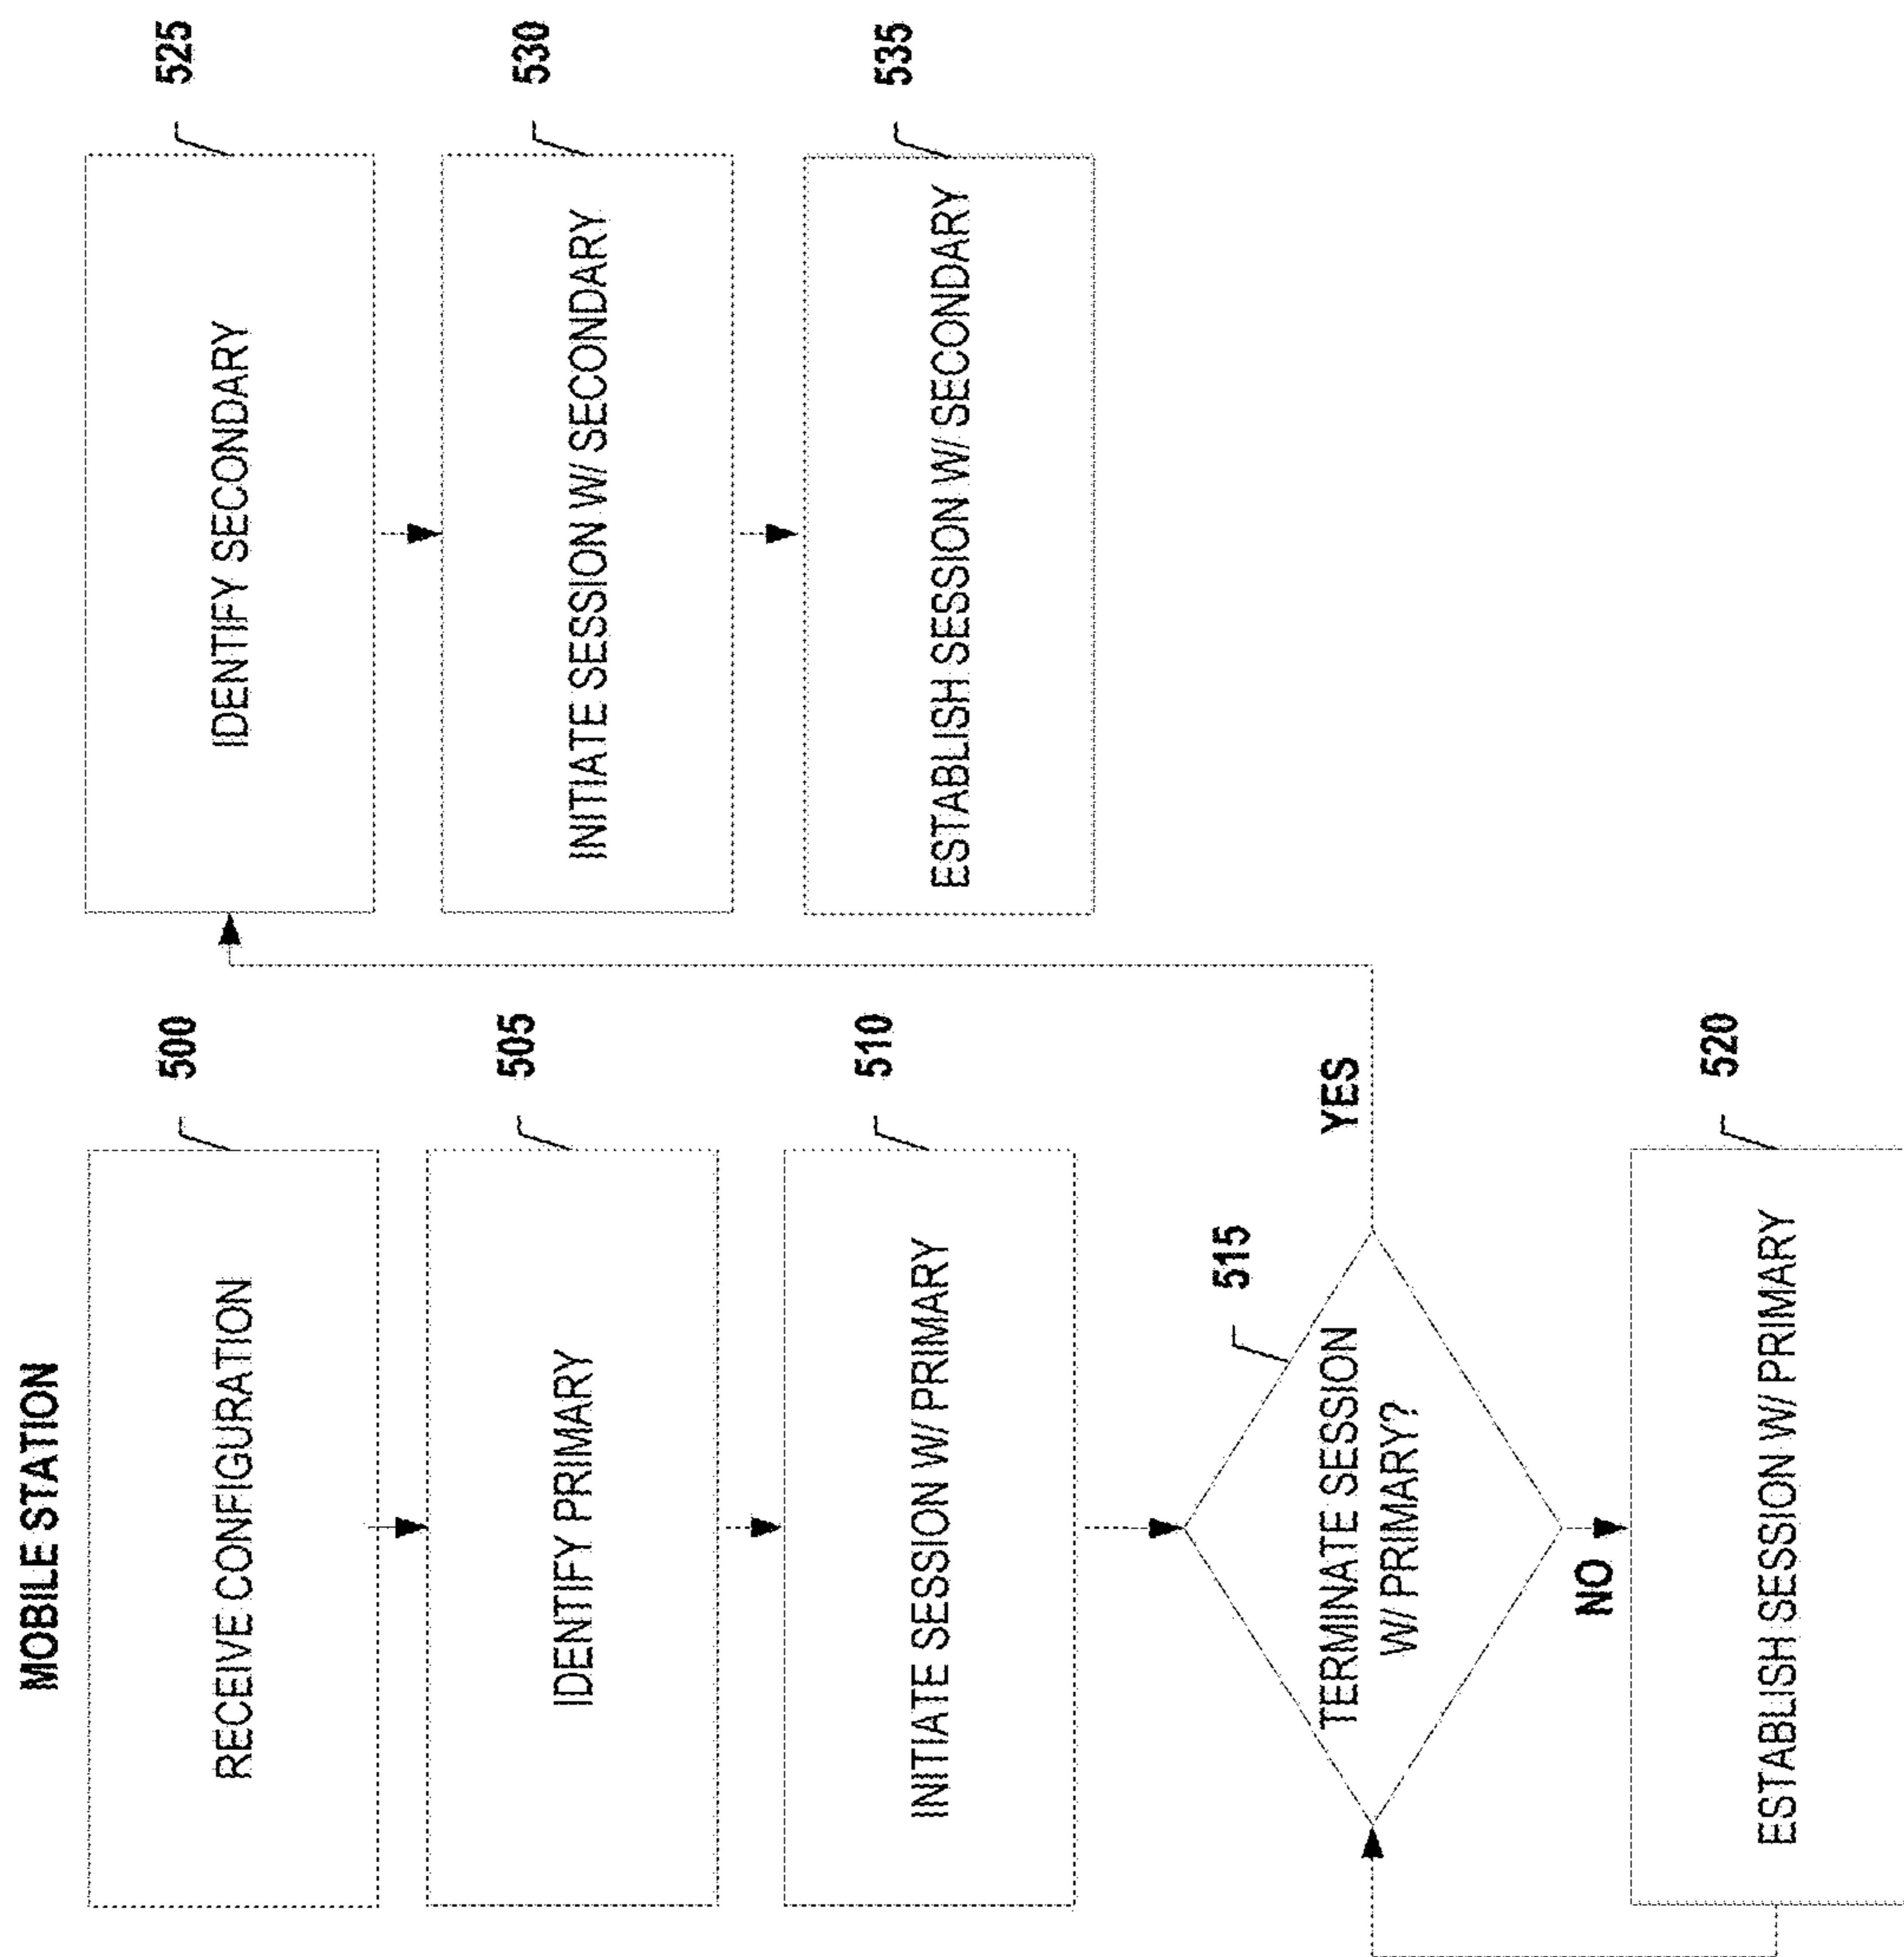 MOBILE STATION
500
RECEIVE CONFIGURATION
505
IDENTIFY PRIMARY
510
INITIATE SESSION W/ PRIMARY
515
TERMINATE SESSION
W/ PRIMARY?
YES
NO
520
ESTABLISH SESSION W/ PRIMARY
525
IDENTIFY SECONDARY
530
INITIATE SESSION W/ SECONDARY
535
ESTABLISH SESSION W/ SECONDARY